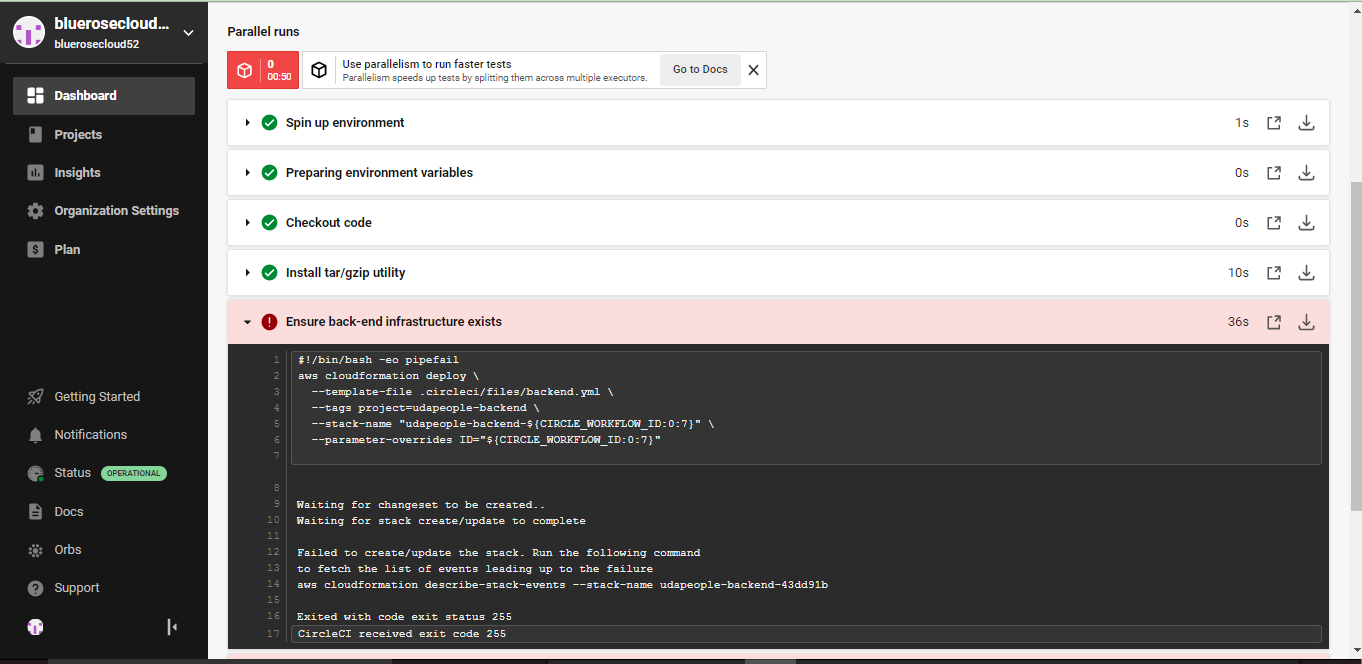 bluerosecloud...
bluerosecloud52
Dashboard
Projects
Insights
Organization Settings
Plan
Getting Started
Notifications
Status OPERATIONAL
Docs
Orbs
Support
Parallel runs
0
00:50
Use parallelism to run faster tests
Parallelism speeds up tests by splitting them across multiple executors.
Go to Docs
Spin up environment 1s
Preparing environment variables 0s
Checkout code 0s
Install tar/gzip utility 10s
Ensure back-end infrastructure exists 36s
1 #!/bin/bash -eo pipefail
2 aws cloudformation deploy \
3 --template-file .circleci/files/backend.yml \
4 --tags project=udapeople-backend \
5 --stack-name "udapeople-backend-${CIRCLE_WORKFLOW_ID:0:7}" \
6 --parameter-overrides ID="${CIRCLE_WORKFLOW_ID:0:7}"
7
8
9 Waiting for changeset to be created..
10 Waiting for stack create/update to complete
11
12 Failed to create/update the stack. Run the following command
13 to fetch the list of events leading up to the failure
14 aws cloudformation describe-stack-events --stack-name udapeople-backend-43dd91b
15
16 Exited with code exit status 255
17 CircleCI received exit code 255